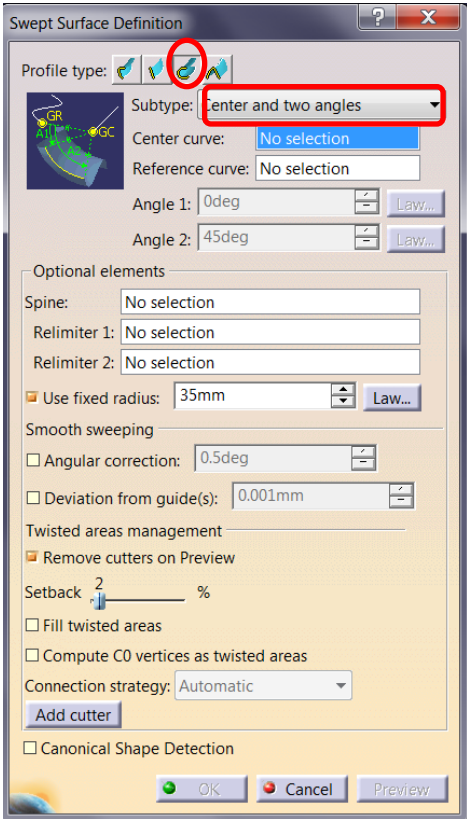 Swept Surface Definition
?
X
Profile type:
Subtype: Center and two angles
GR
GC
A1
A2
Center curve: No selection
Reference curve: No selection
Angle 1: 0deg Law...
Angle 2: 45deg Law...
Optional elements
Spine: No selection
Relimiter 1: No selection
Relimiter 2: No selection
Use fixed radius: 35mm Law...
Smooth sweeping
Angular correction: 0.5deg
Deviation from guide(s): 0.001mm
Twisted areas management
Remove cutters on Preview
2
Setback %
Fill twisted areas
Compute C0 vertices as twisted areas
Connection strategy: Automatic
Add cutter
Canonical Shape Detection
OK Cancel Preview